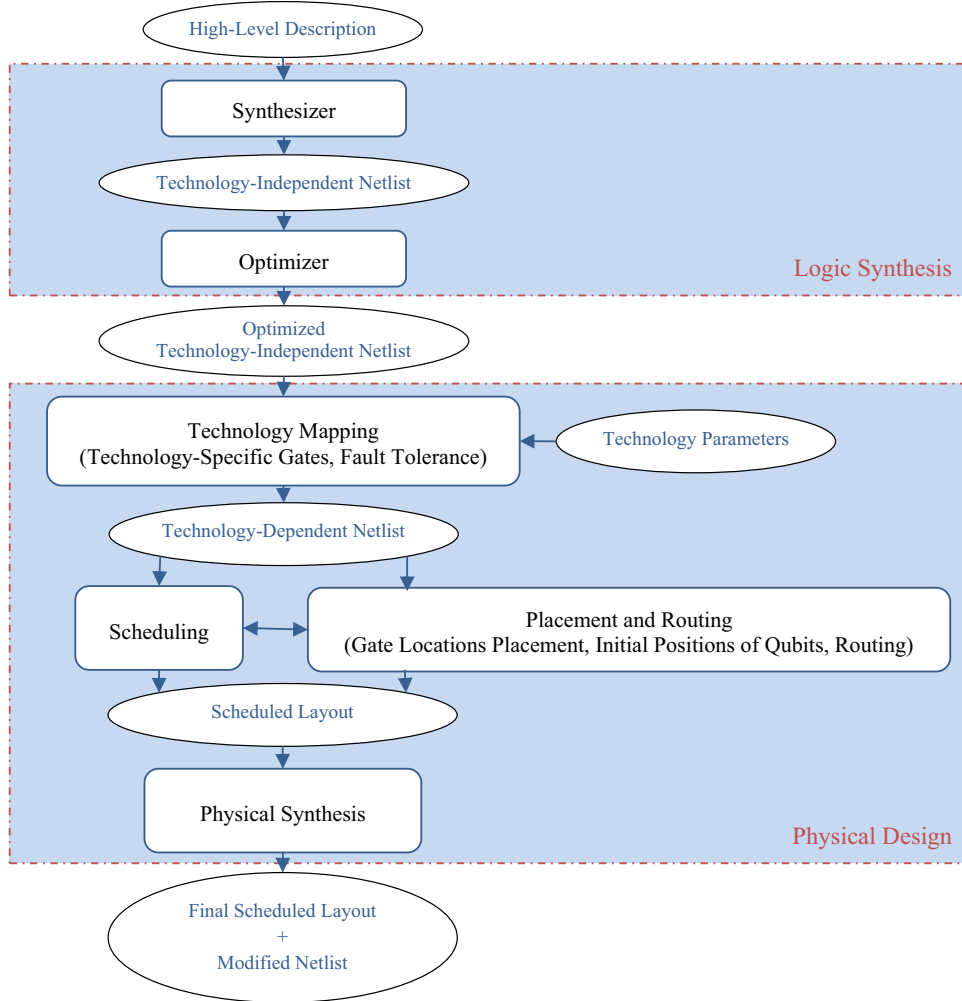 High-Level Description
Synthesizer
Technology-Independent Netlist
Optimizer
Logic Synthesis
Optimized
Technology-Independent Netlist
Technology Mapping
(Technology-Specific Gates, Fault Tolerance)
Technology Parameters
Technology-Dependent Netlist
Scheduling
Placement and Routing
(Gate Locations Placement, Initial Positions of Qubits, Routing)
Scheduled Layout
Physical Synthesis
Physical Design
Final Scheduled Layout
+
Modified Netlist